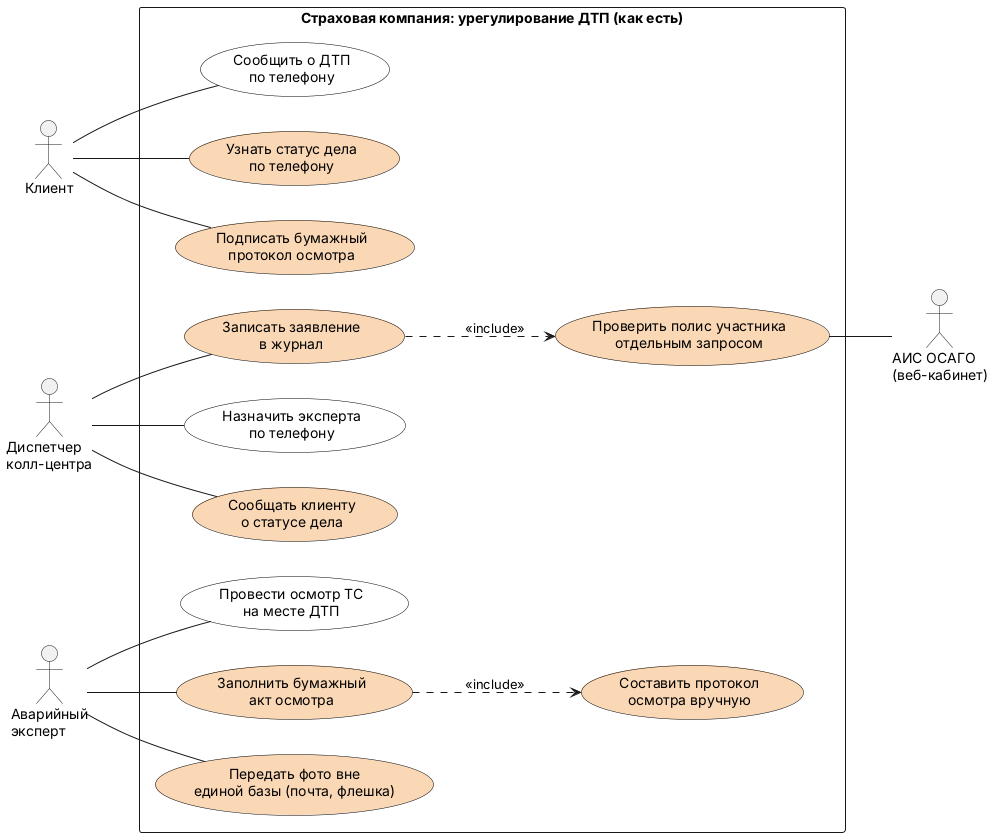 Страховая компания: урегулирование ДТП (как есть)
Сообщить о ДТП
по телефону
Узнать статус дела
по телефону
Клиент
Подписать бумажный
протокол осмотра
Записать заявление
в журнал
«include»
Проверить полис участника
отдельным запросом
АИС ОСАГО
(веб-кабинет)
Назначить эксперта
по телефону
Диспетчер
колл-центра
Сообщать клиенту
о статусе дела
Провести осмотр ТС
на месте ДТП
Заполнить бумажный
акт осмотра
«include»
Составить протокол
осмотра вручную
Аварийный
эксперт
Передать фото вне
единой базы (почта, флешка)